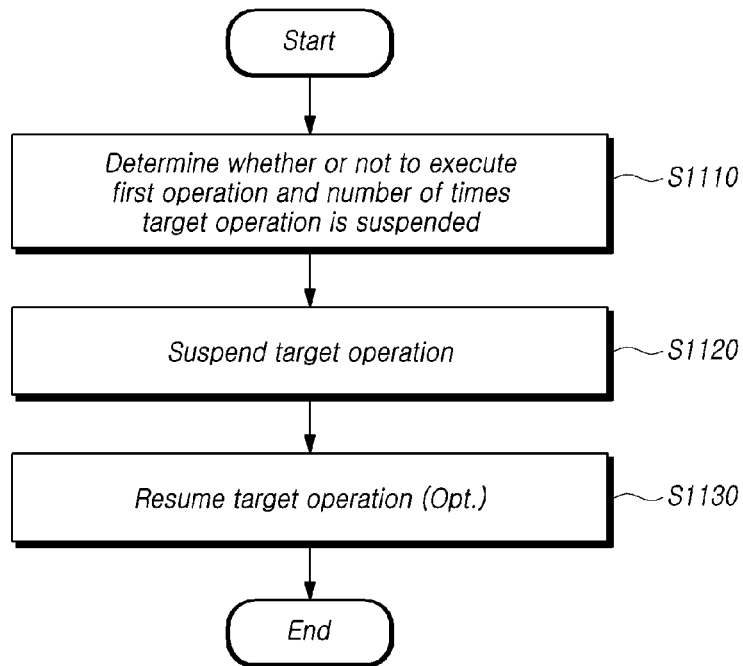 Start
Determine whether or not to execute
first operation and number of times
target operation is suspended
S1110
Suspend target operation
S1120
Resume target operation (Opt.)
S1130
End